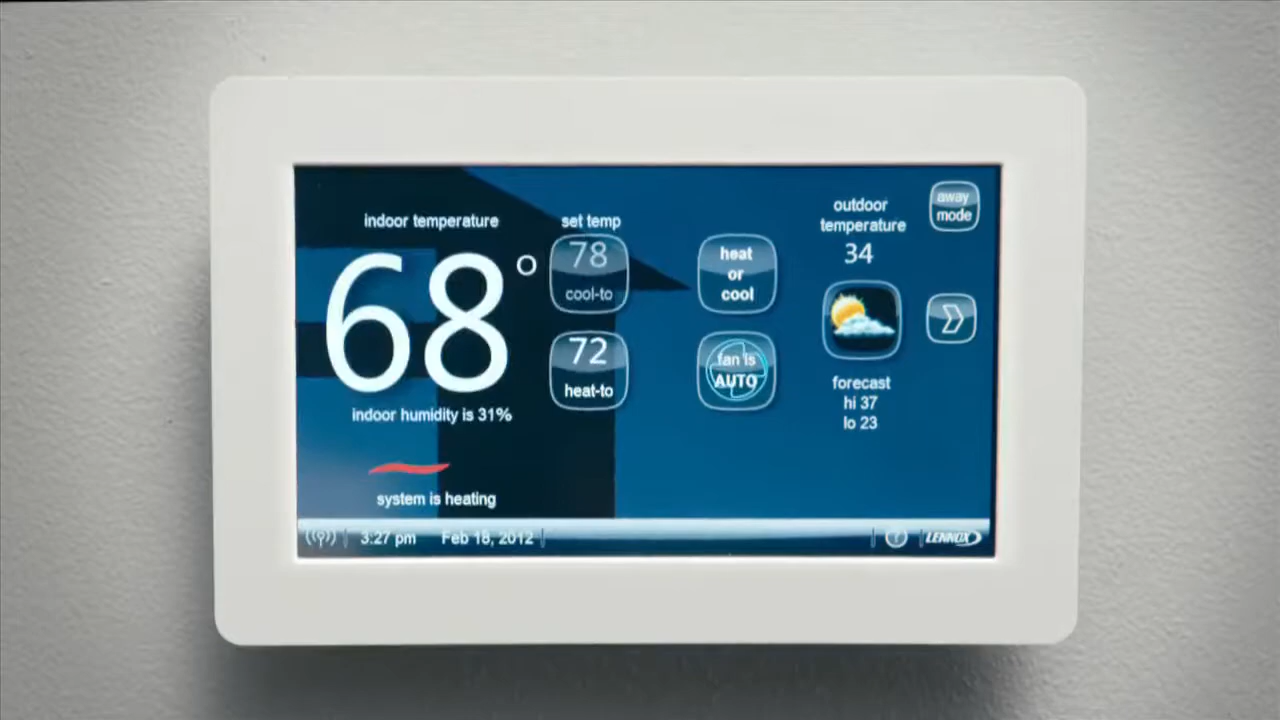 away
mode
indoor temperature
set temp
outdoor
temperature
68°
78
cool-to
heat
or
cool
34
72
heat-to
fan is
AUTO
indoor humidity is 31%
forecast
hi 37
lo 23
system is heating
3:27 pm
Feb 18, 2012
?
LENNOX